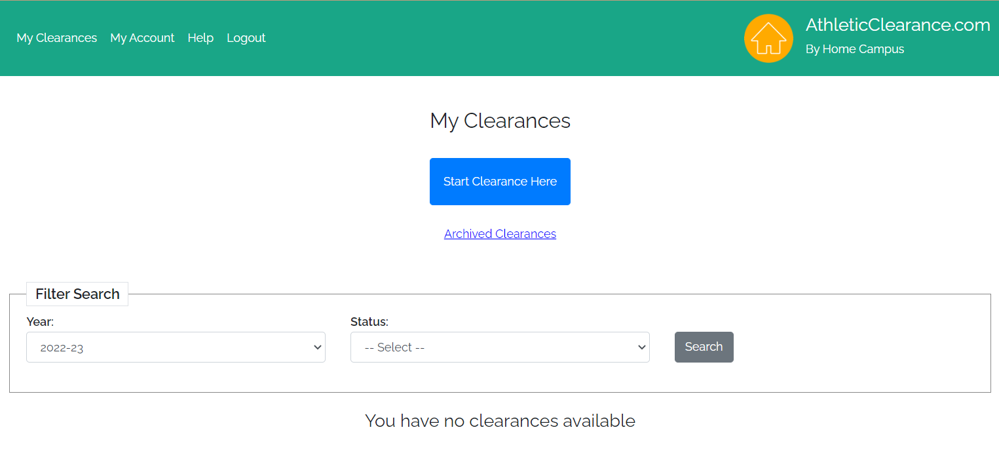 My Clearances My Account Help Logout
AthleticClearance.com
By Home Campus
My Clearances
Start Clearance Here
Archived Clearances
Filter Search
Year:
Status:
2022-23
-- Select --
Search
You have no clearances available